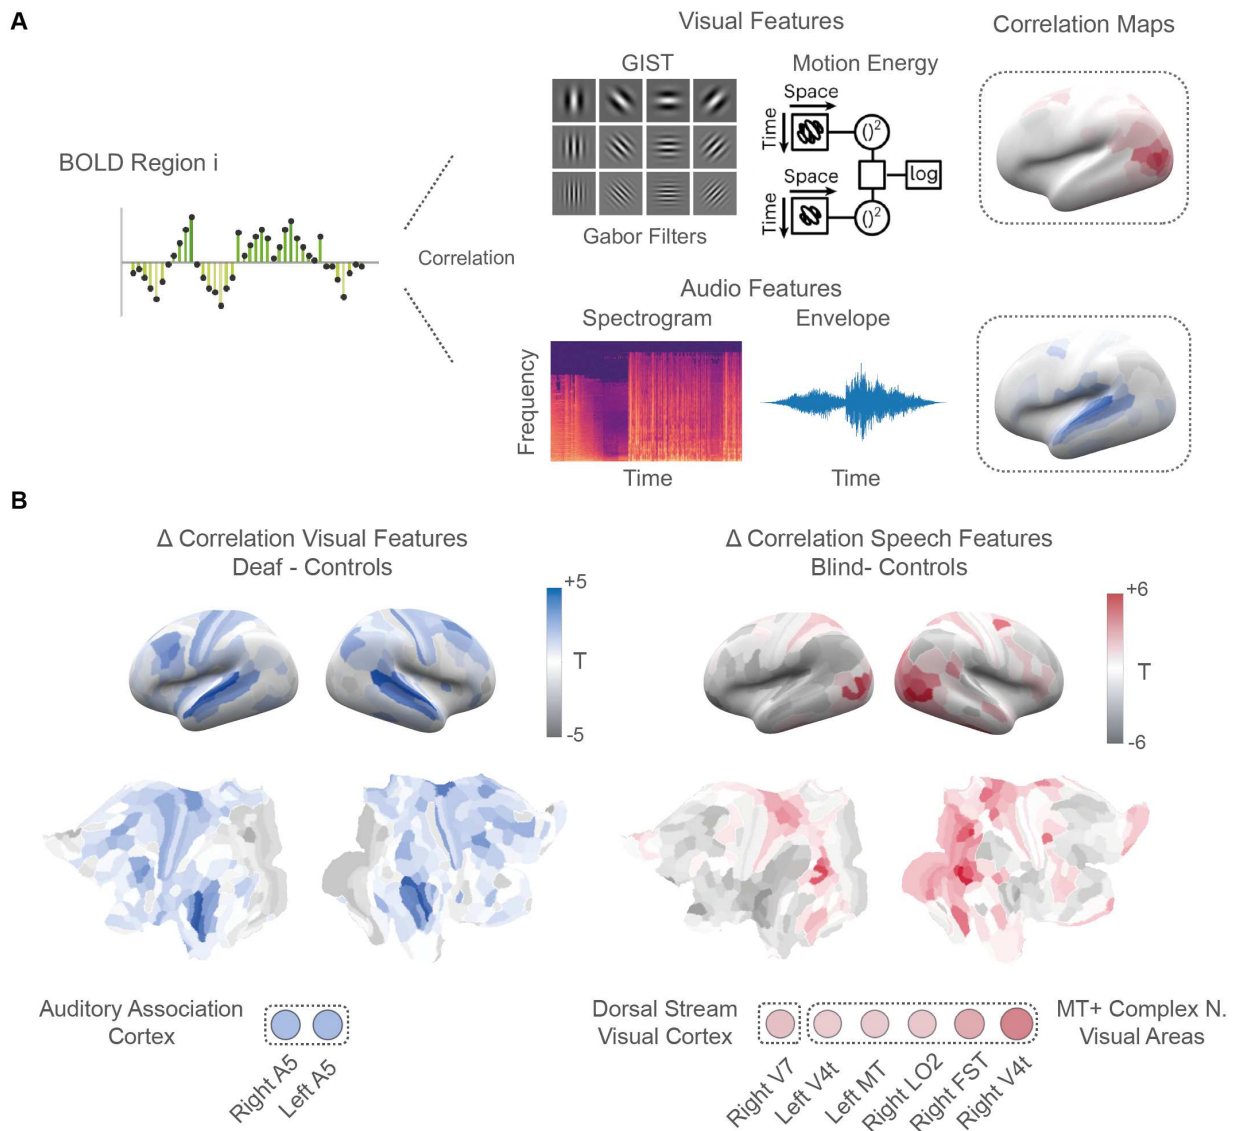 A
Visual Features
Correlation Maps
GIST
Motion Energy
Space
Time
()²
BOLD Region i
log
Space
Time
()²
Gabor Filters
Correlation
Audio Features
Spectrogram
Envelope
Frequency
Time
Time
B
Δ Correlation Visual Features
Deaf - Controls
Δ Correlation Speech Features
Blind- Controls
+5
T
-5
+6
T
-6
Auditory Association
Cortex
Right A5
Left A5
Dorsal Stream
Visual Cortex
MT+ Complex N.
Visual Areas
Right V7
Left V4t
Left MT
Right LO2
Right FST
Right V4t